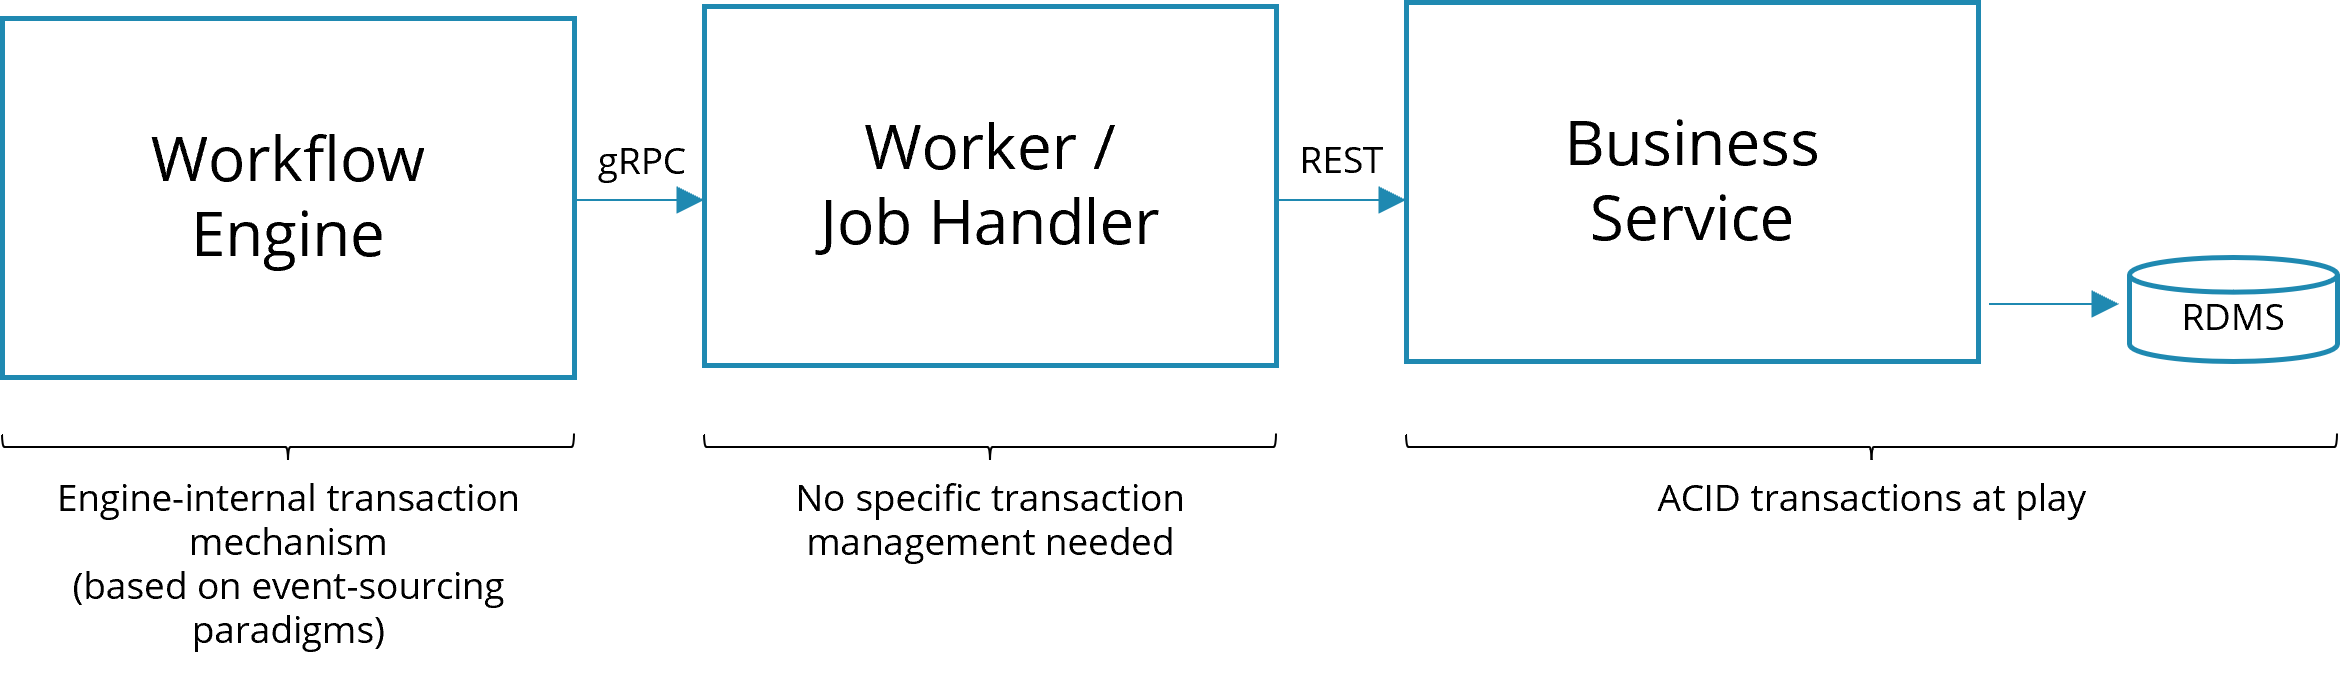 Workflow
Engine
gRPC
Worker /
Job Handler
REST
Business
Service
RDMS
Engine-internal transaction
mechanism
(based on event-sourcing
paradigms)
No specific transaction
management needed
ACID transactions at play